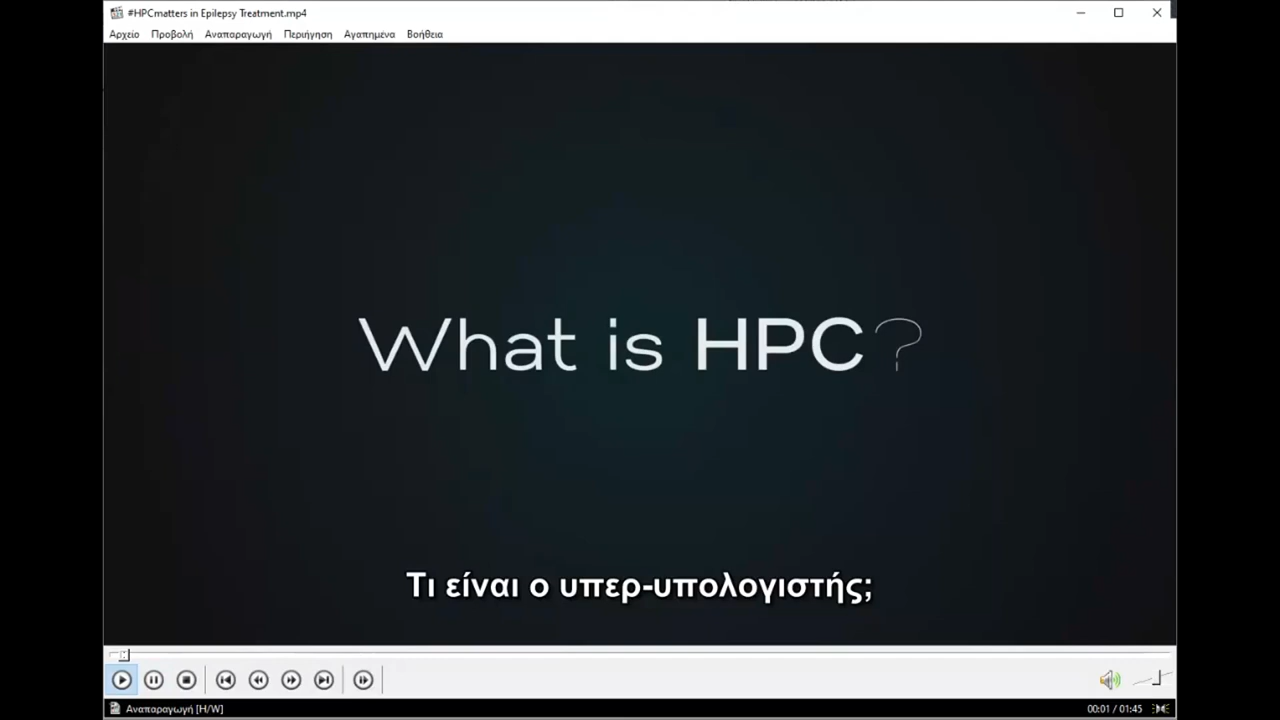 #HPCmatters in Epilepsy Treatment.mp4
Αρχείο Προβολή Αναπαραγωγή Περιήγηση Αγαπημένα Βοήθεια
What is HPC?
Τι είναι ο υπερ-υπολογιστής;
Αναπαραγωγή [H/W] 00:01 / 01:45